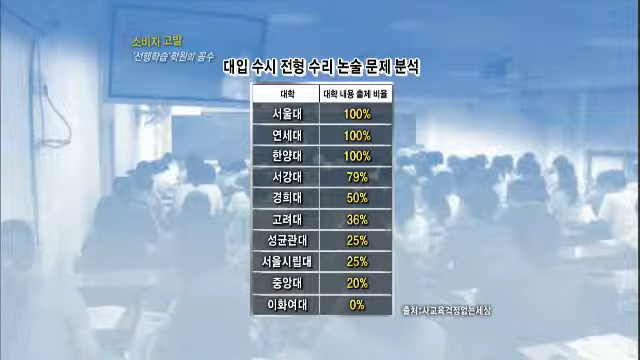 소비자 고발
'선행학습' 학원의 꼼수
대입 수시 전형 수리 논술 문제 분석
대학 대학 내용 출제 비율
서울대 100%
연세대 100%
한양대 100%
서강대 79%
경희대 50%
고려대 36%
성균관대 25%
서울시립대 25%
중앙대 20%
이화여대 0%
출처:사교육걱정없는세상